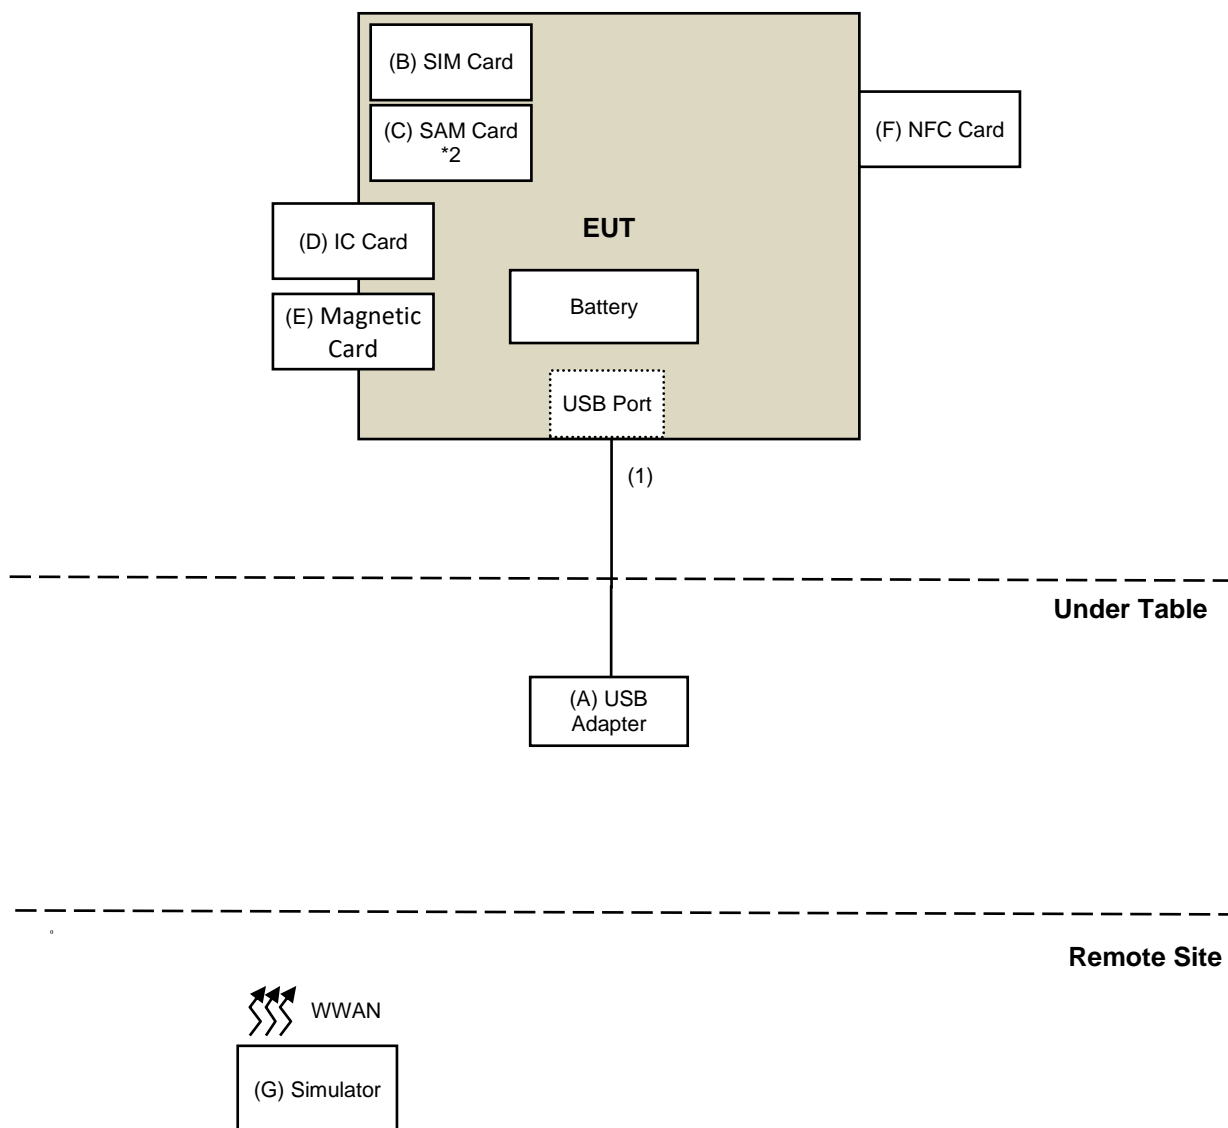 (B) SIM Card
(C) SAM Card
*2
(F) NFC Card
(D) IC Card
EUT
(E) Magnetic
Card
Battery
USB Port
(1)
Under Table
(A) USB
Adapter
Remote Site
WWAN
(G) Simulator